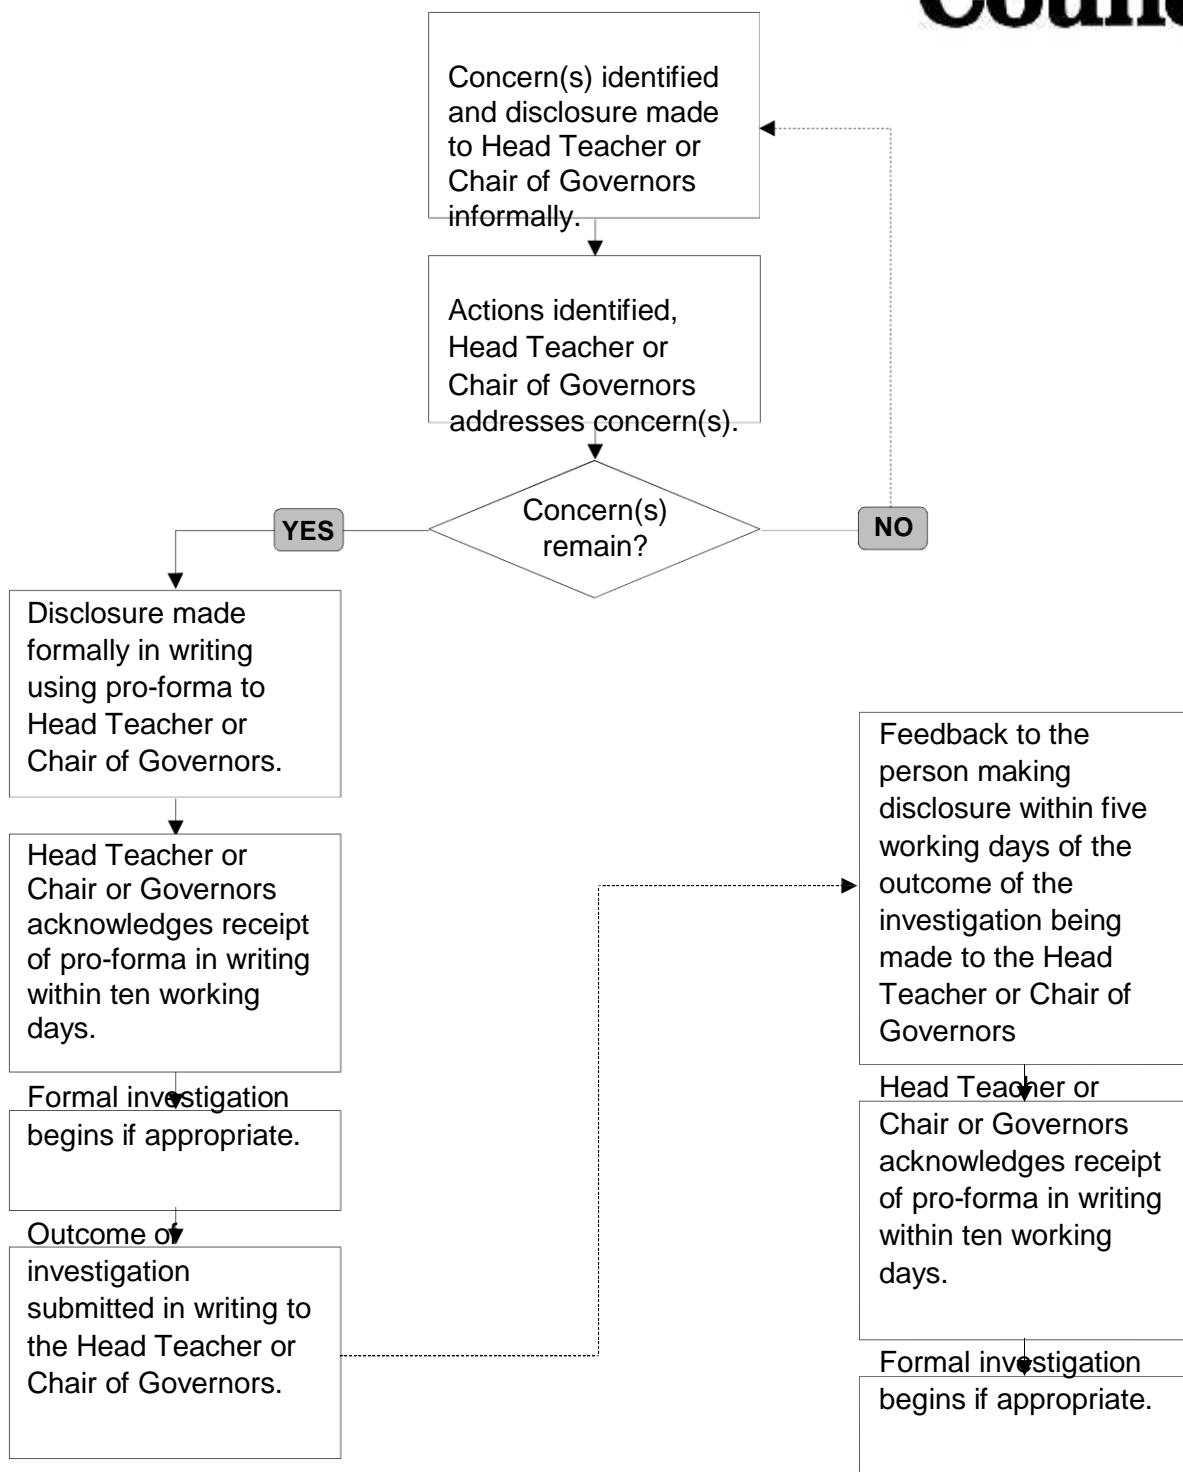 Concern(s) identified
and disclosure made
to Head Teacher or
Chair of Governors
informally.
Actions identified,
Head Teacher or
Chair of Governors
addresses concern(s).
Concern(s)
remain?
YES
NO
Disclosure made
formally in writing
using pro-forma to
Head Teacher or
Chair of Governors.
Head Teacher or
Chair or Governors
acknowledges receipt
of pro-forma in writing
within ten working
days.
Formal investigation
begins if appropriate.
Outcome of
investigation
submitted in writing to
the Head Teacher or
Chair of Governors.
Feedback to the
person making
disclosure within five
working days of the
outcome of the
investigation being
made to the Head
Teacher or Chair of
Governors
Head Teacher or
Chair or Governors
acknowledges receipt
of pro-forma in writing
within ten working
days.
Formal investigation
begins if appropriate.